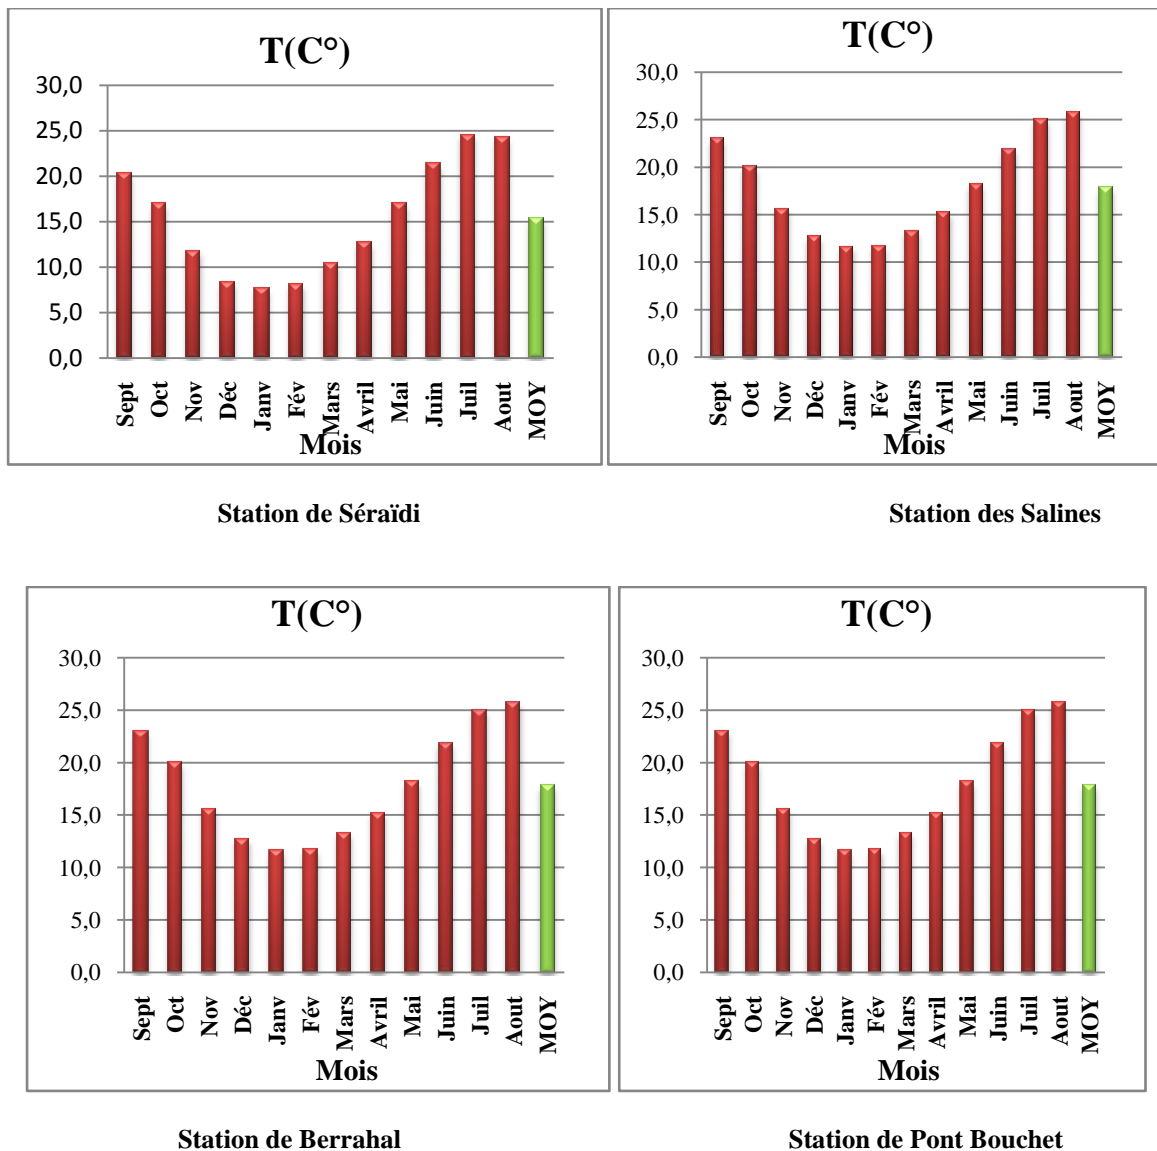 T(C°)
30,0
25,0
20,0
15,0
10,0
5,0
0,0
Sept
Oct
Nov
Déc
Janv
Fév
Mars
Avril
Mai
Juin
Juil
Aout
MOY
Mois
T(C°)
30,0
25,0
20,0
15,0
10,0
5,0
0,0
Sept
Oct
Nov
Déc
Janv
Fév
Mars
Avril
Mai
Juin
Juil
Aout
MOY
Mois
Station de Séraïdi
Station des Salines
T(C°)
30,0
25,0
20,0
15,0
10,0
5,0
0,0
Sept
Oct
Nov
Déc
Janv
Fév
Mars
Avril
Mai
Juin
Juil
Aout
MOY
Mois
T(C°)
30,0
25,0
20,0
15,0
10,0
5,0
0,0
Sept
Oct
Nov
Déc
Janv
Fév
Mars
Avril
Mai
Juin
Juil
Aout
MOY
Mois
Station de Berrahal
Station de Pont Bouchet